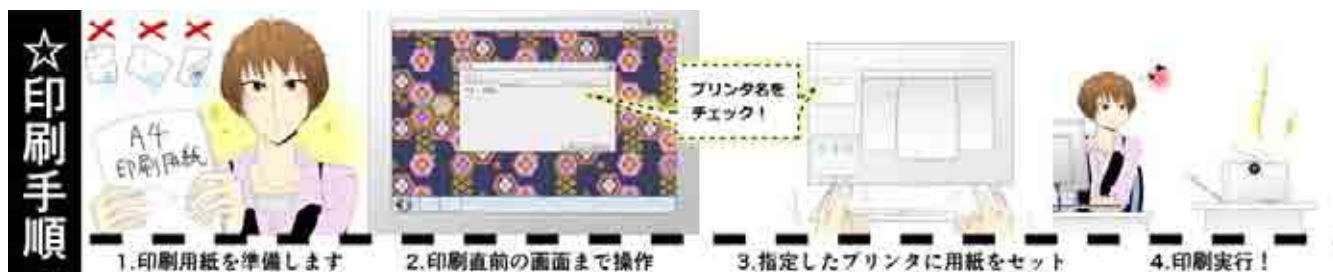 ☆印刷手順
A4
印刷用紙
プリンタ名を
チェック！
1.印刷用紙を準備します
2.印刷直前の画面まで操作
3.指定したプリンタに用紙をセット
4.印刷実行！